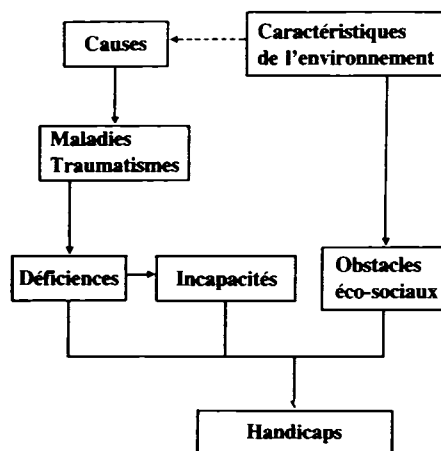 Causes
Caractéristiques
de l'environnement
Maladies
Traumatismes
Déficiences
Incapacités
Obstacles
éco-sociaux
Handicaps